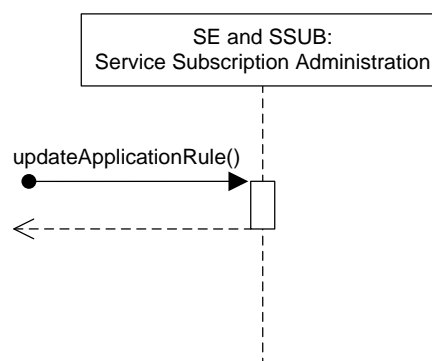 SE and SSUB:
Service Subscription Administration
updateApplicationRule()